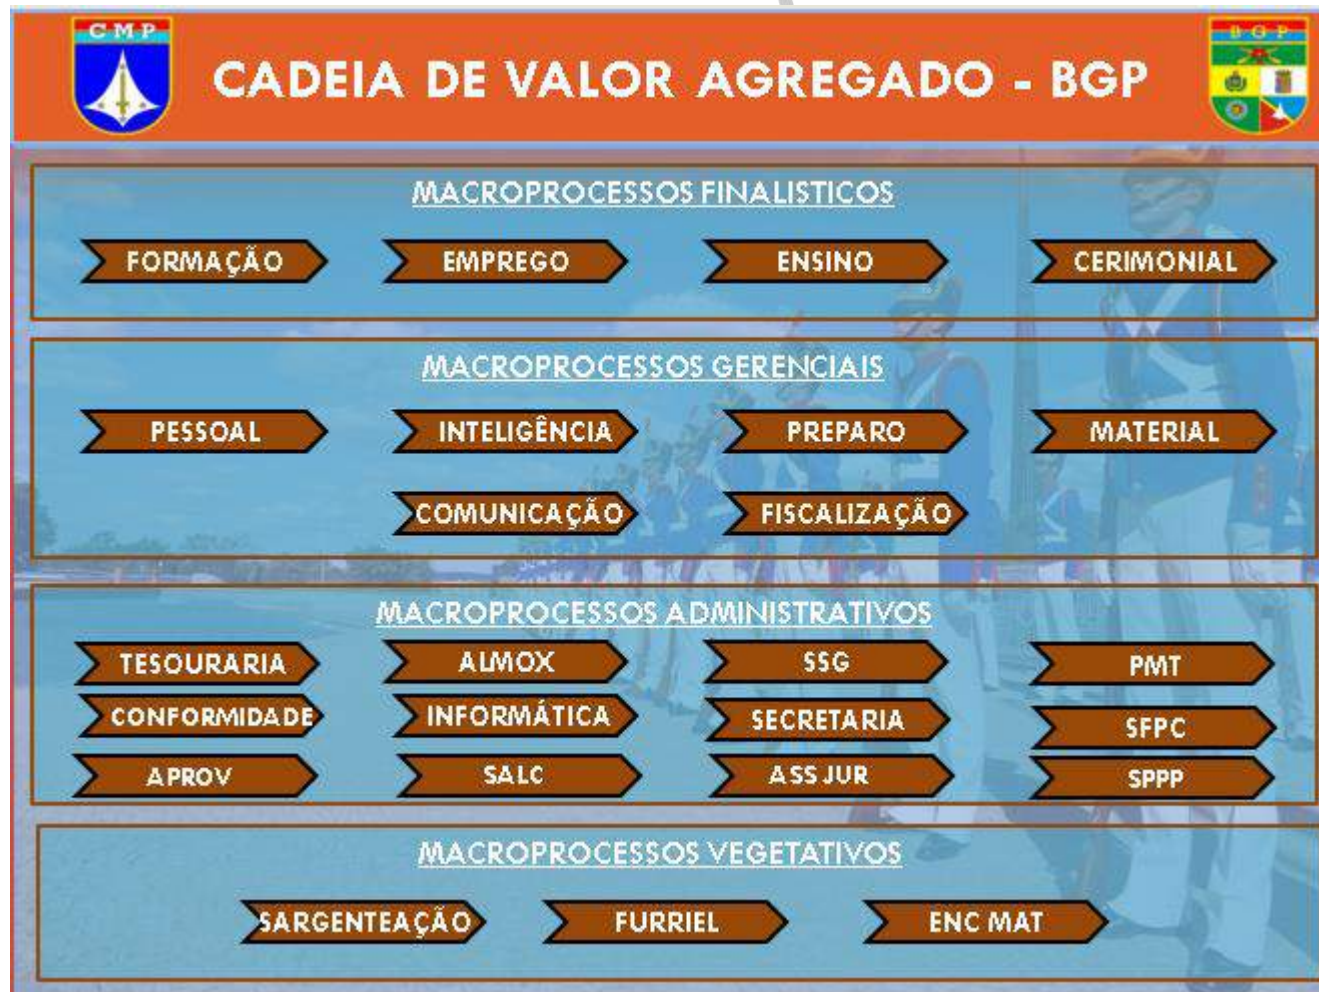 CMP
CADEIA DE VALOR AGREGADO - BGP
BGP
MACROPROCESSOS FINALISTICOS
FORMAÇÃO EMPREGO ENSINO CERIMONIAL
MACROPROCESSOS GERENCIAIS
PESSOAL INTELIGÊNCIA PREPARO MATERIAL
COMUNICAÇÃO FISCALIZAÇÃO
MACROPROCESSOS ADMINISTRATIVOS
TESOURARIA ALMOX SSG PMT
CONFORMIDADE INFORMÁTICA SECRETARIA SFPC
APROV SALC ASS JUR SPPP
MACROPROCESSOS VEGETATIVOS
SARGENTEAÇÃO FURRIEL ENC MAT